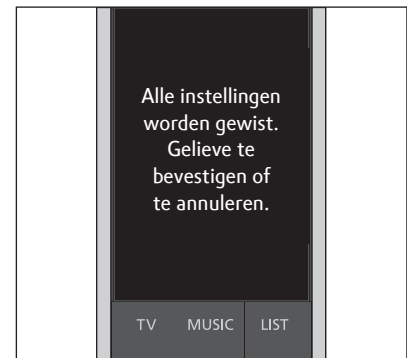 Alle instellingen
worden gewist.
Gelieve te
bevestigen of
te annuleren.
TV MUSIC LIST